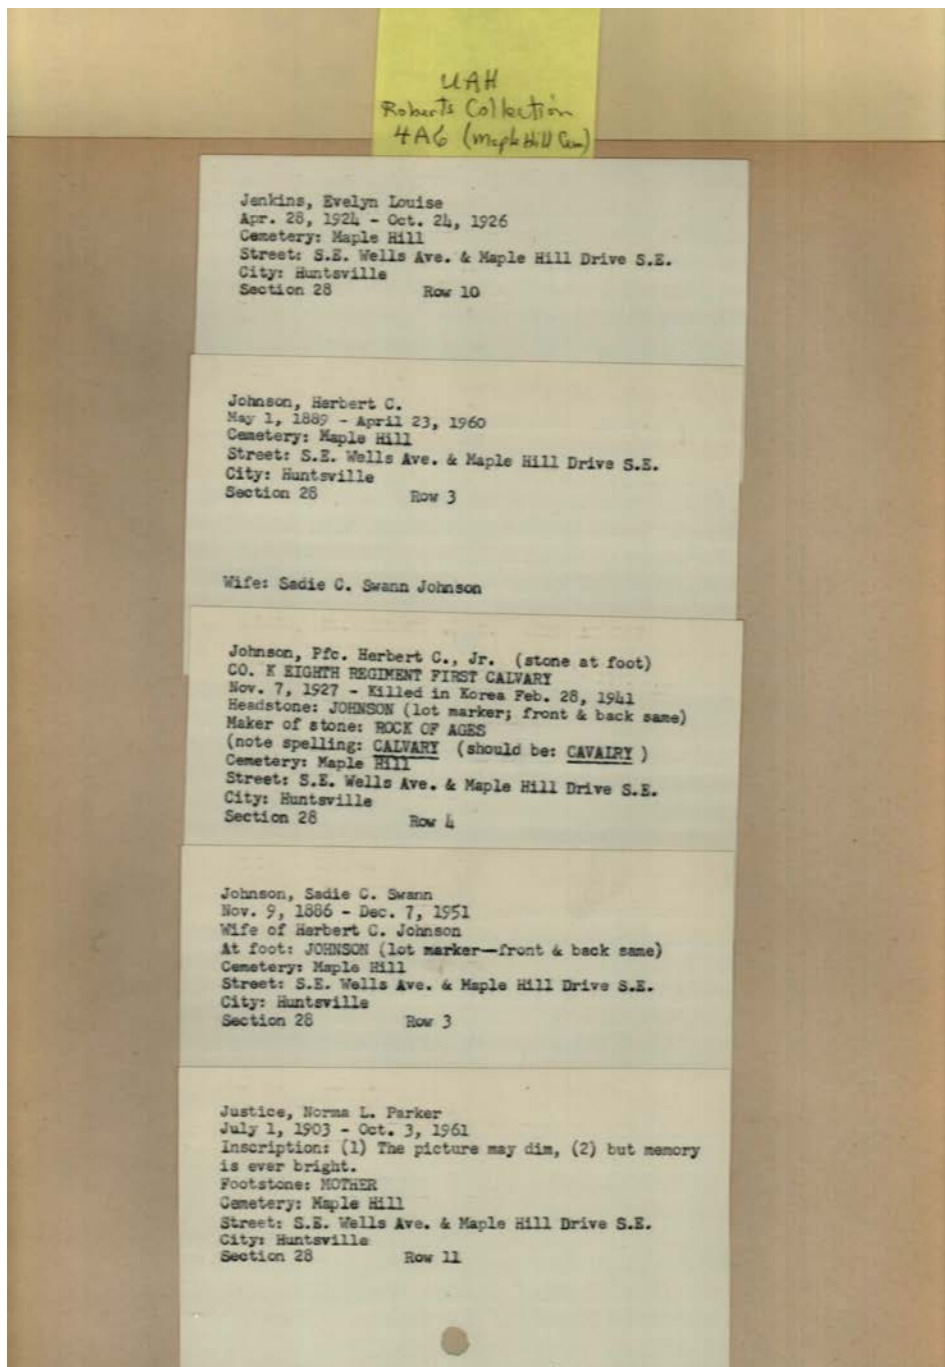 UAH
Roberts Collection
4A6 (Maple Hill Cem)
Jenkins, Evelyn Louise
Apr. 28, 1924 - Oct. 24, 1926
Cemetery: Maple Hill
Street: S.E. Wells Ave. & Maple Hill Drive S.E.
City: Huntsville
Section 28 Row 10
Johnson, Herbert C.
May 1, 1889 - April 23, 1960
Cemetery: Maple Hill
Street: S.E. Wells Ave. & Maple Hill Drive S.E.
City: Huntsville
Section 28 Row 3
Wife: Sadie C. Swann Johnson
Johnson, Pfc. Herbert C., Jr. (stone at foot)
CO. K EIGHTH REGIMENT FIRST CALVARY
Nov. 7, 1927 - Killed in Korea Feb. 28, 1941
Headstone: JOHNSON (lot marker; front & back same)
Maker of stone: ROCK OF AGES
(note spelling: CALVARY (should be: CAVALRY )
Cemetery: Maple Hill
Street: S.E. Wells Ave. & Maple Hill Drive S.E.
City: Huntsville
Section 28 Row 4
Johnson, Sadie C. Swann
Nov. 9, 1886 - Dec. 7, 1951
Wife of Herbert C. Johnson
At foot: JOHNSON (lot marker—front & back same)
Cemetery: Maple Hill
Street: S.E. Wells Ave. & Maple Hill Drive S.E.
City: Huntsville
Section 28 Row 3
Justice, Norma L. Parker
July 1, 1903 - Oct. 3, 1961
Inscription: (1) The picture may dim, (2) but memory
is ever bright.
Footstone: MOTHER
Cemetery: Maple Hill
Street: S.E. Wells Ave. & Maple Hill Drive S.E.
City: Huntsville
Section 28 Row 11